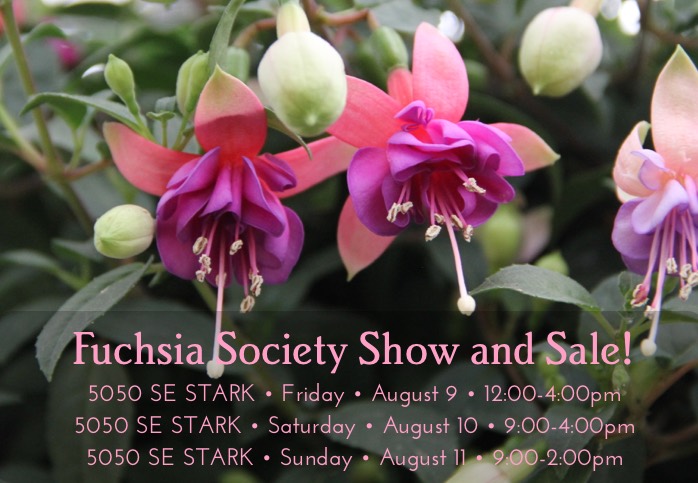 Fuchsia Society Show and Sale!
5050 SE STARK • Friday • August 9 • 12:00-4:00pm
5050 SE STARK • Saturday • August 10 • 9:00-4:00pm
5050 SE STARK • Sunday • August 11 • 9:00-2:00pm